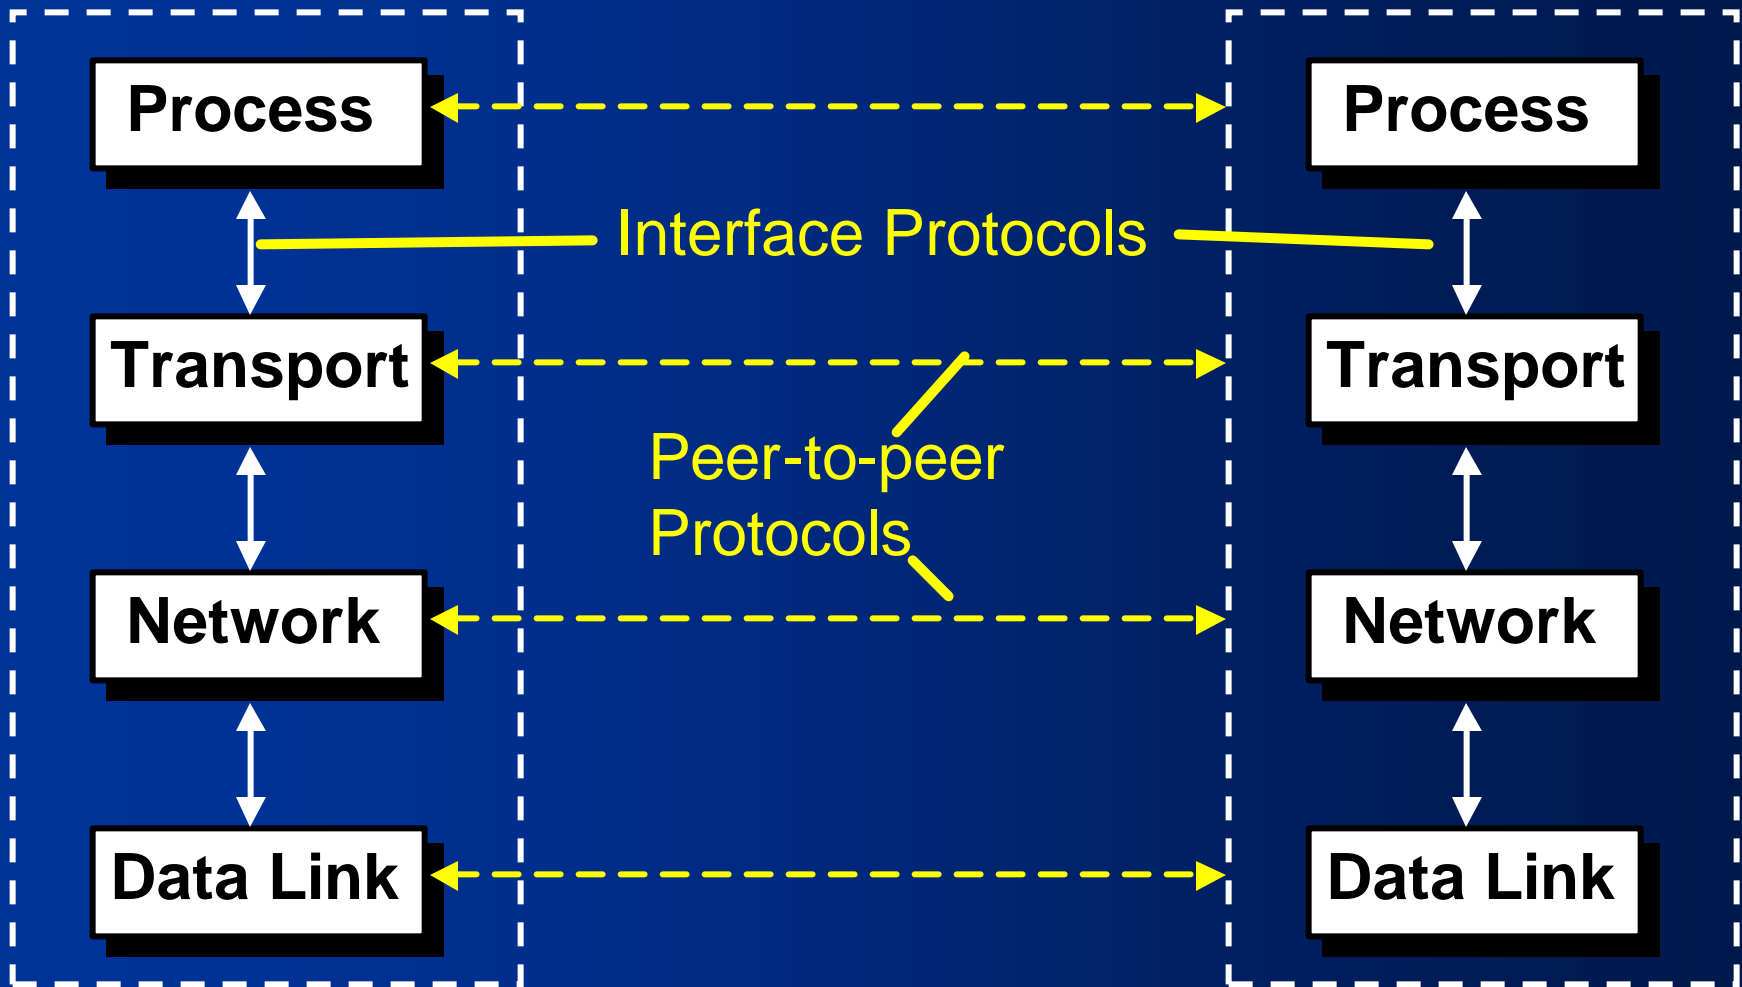 Process
Process
Interface Protocols
Transport
Transport
Peer-to-peer
Protocols
Network
Network
Data Link
Data Link